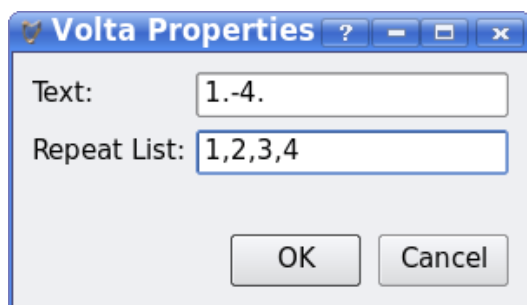 Volta Properties ?
Text: 1.-4.
Repeat List: 1,2,3,4
OK Cancel